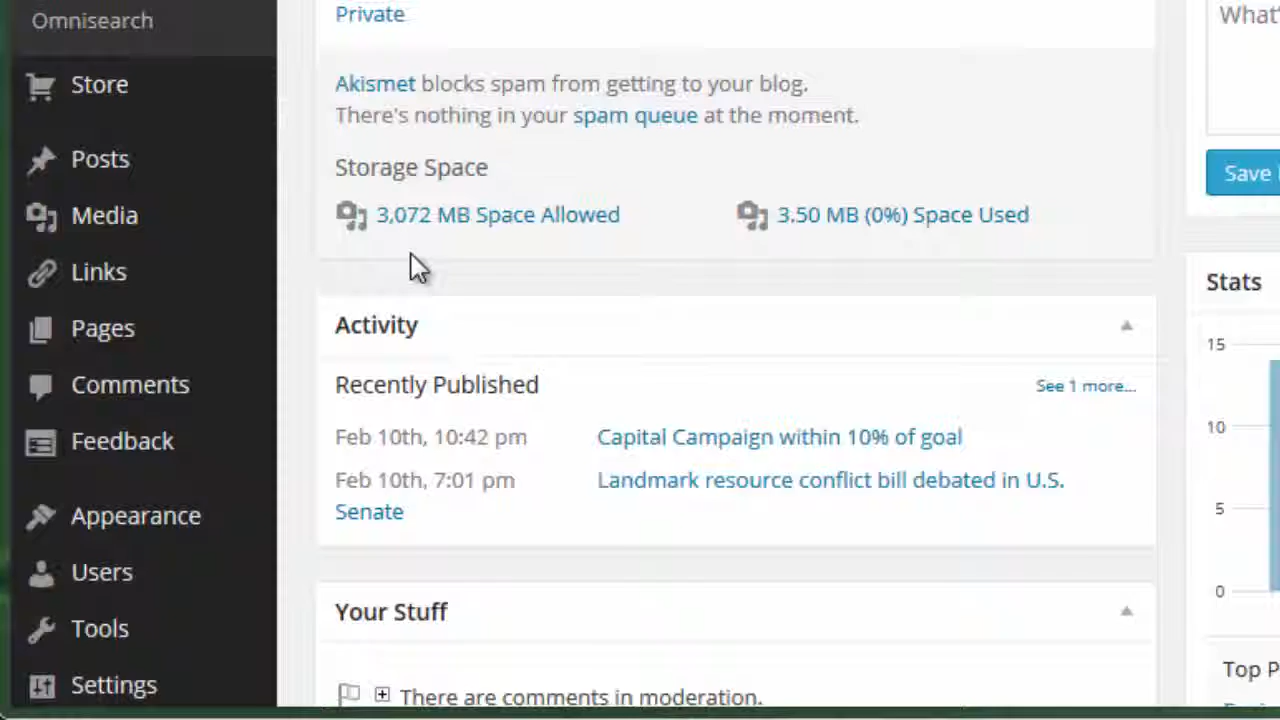 Omnisearch
Store
Posts
Media
Links
Pages
Comments
Feedback
Appearance
Users
Tools
Settings
Private
Akismet blocks spam from getting to your blog.
There's nothing in your spam queue at the moment.
Storage Space
3,072 MB Space Allowed
3.50 MB (0%) Space Used
Activity
Recently Published
See 1 more...
Feb 10th, 10:42 pm Capital Campaign within 10% of goal
Feb 10th, 7:01 pm Landmark resource conflict bill debated in U.S.
Senate
Your Stuff
There are comments in moderation.
What'
Save
Stats
15
10
5
0
Top P